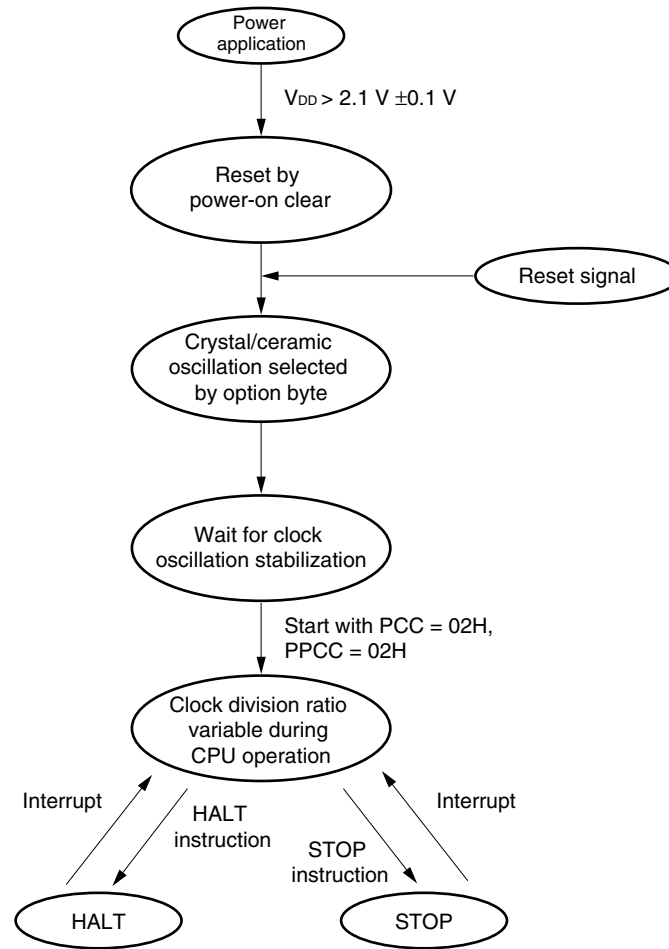 Power
application
VDD > 2.1 V ±0.1 V
Reset by
power-on clear
Reset signal
Crystal/ceramic
oscillation selected
by option byte
Wait for clock
oscillation stabilization
Start with PCC = 02H,
PPCC = 02H
Clock division ratio
variable during
CPU operation
Interrupt
HALT
instruction
STOP
instruction
Interrupt
HALT
STOP